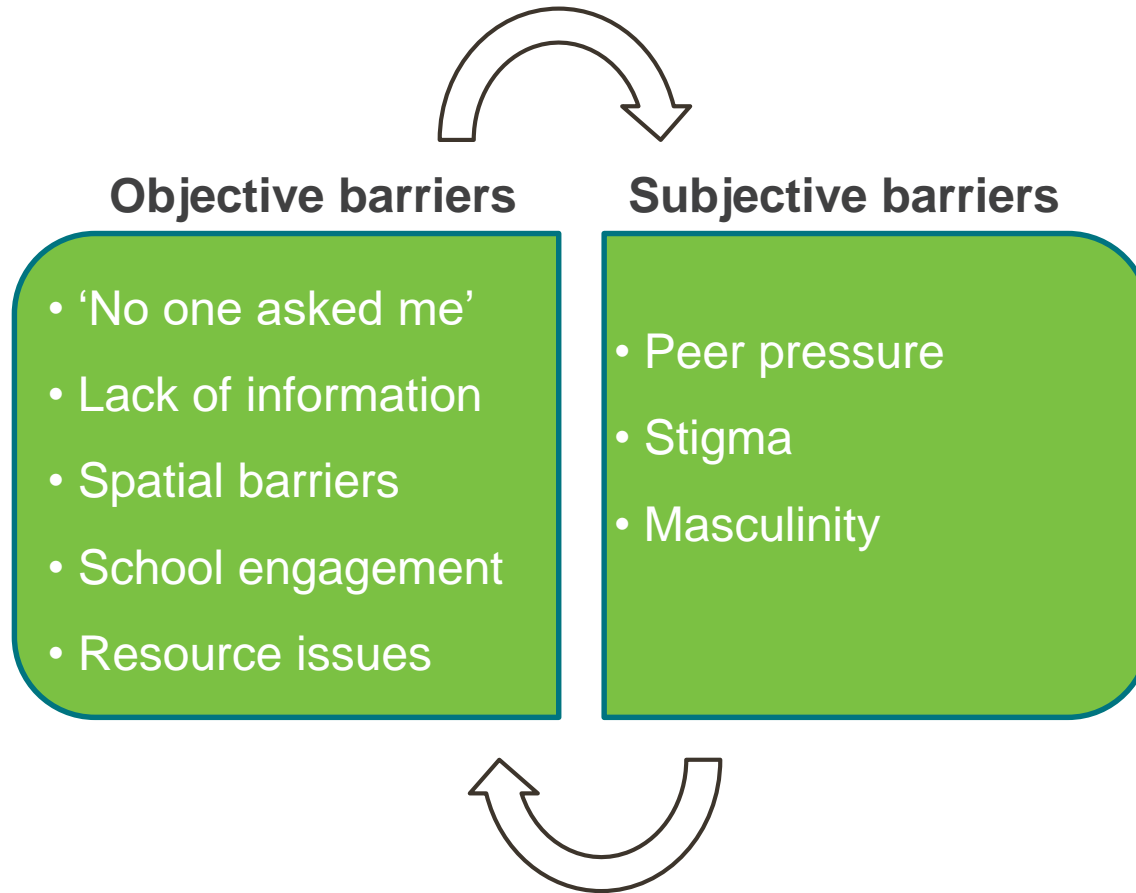 Objective barriers
• ‘No one asked me’
• Lack of information
• Spatial barriers
• School engagement
• Resource issues
Subjective barriers
• Peer pressure
• Stigma
• Masculinity